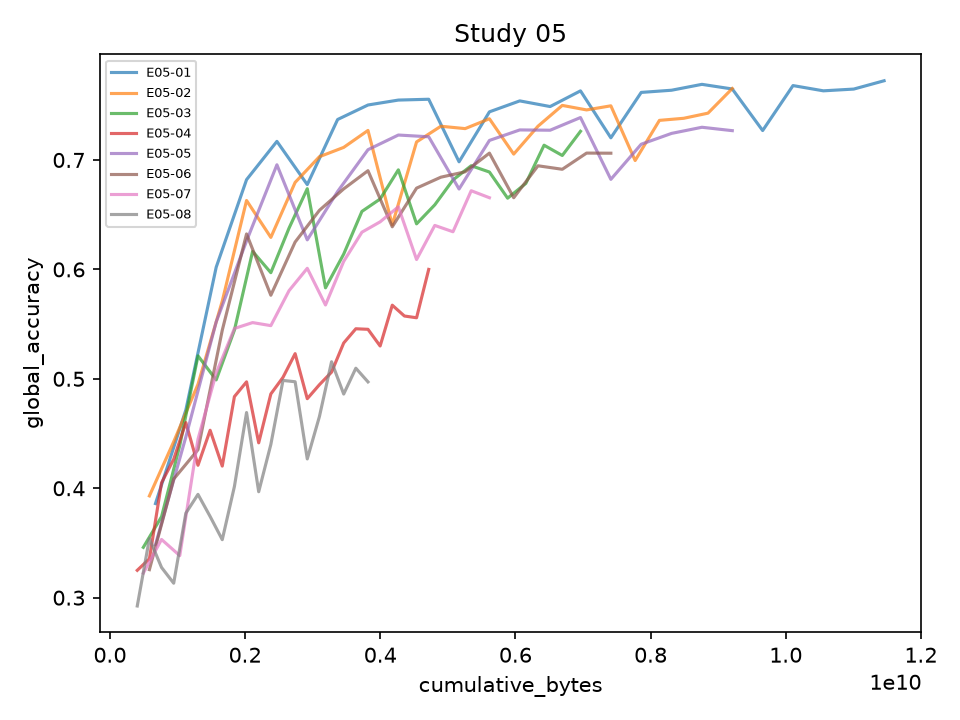 Study 05
E05-01
E05-02
E05-03
E05-04
E05-05
E05-06
E05-07
E05-08
global_accuracy
0.7
0.6
0.5
0.4
0.3
0.0 0.2 0.4 0.6 0.8 1.0 1.2
1e10
cumulative_bytes